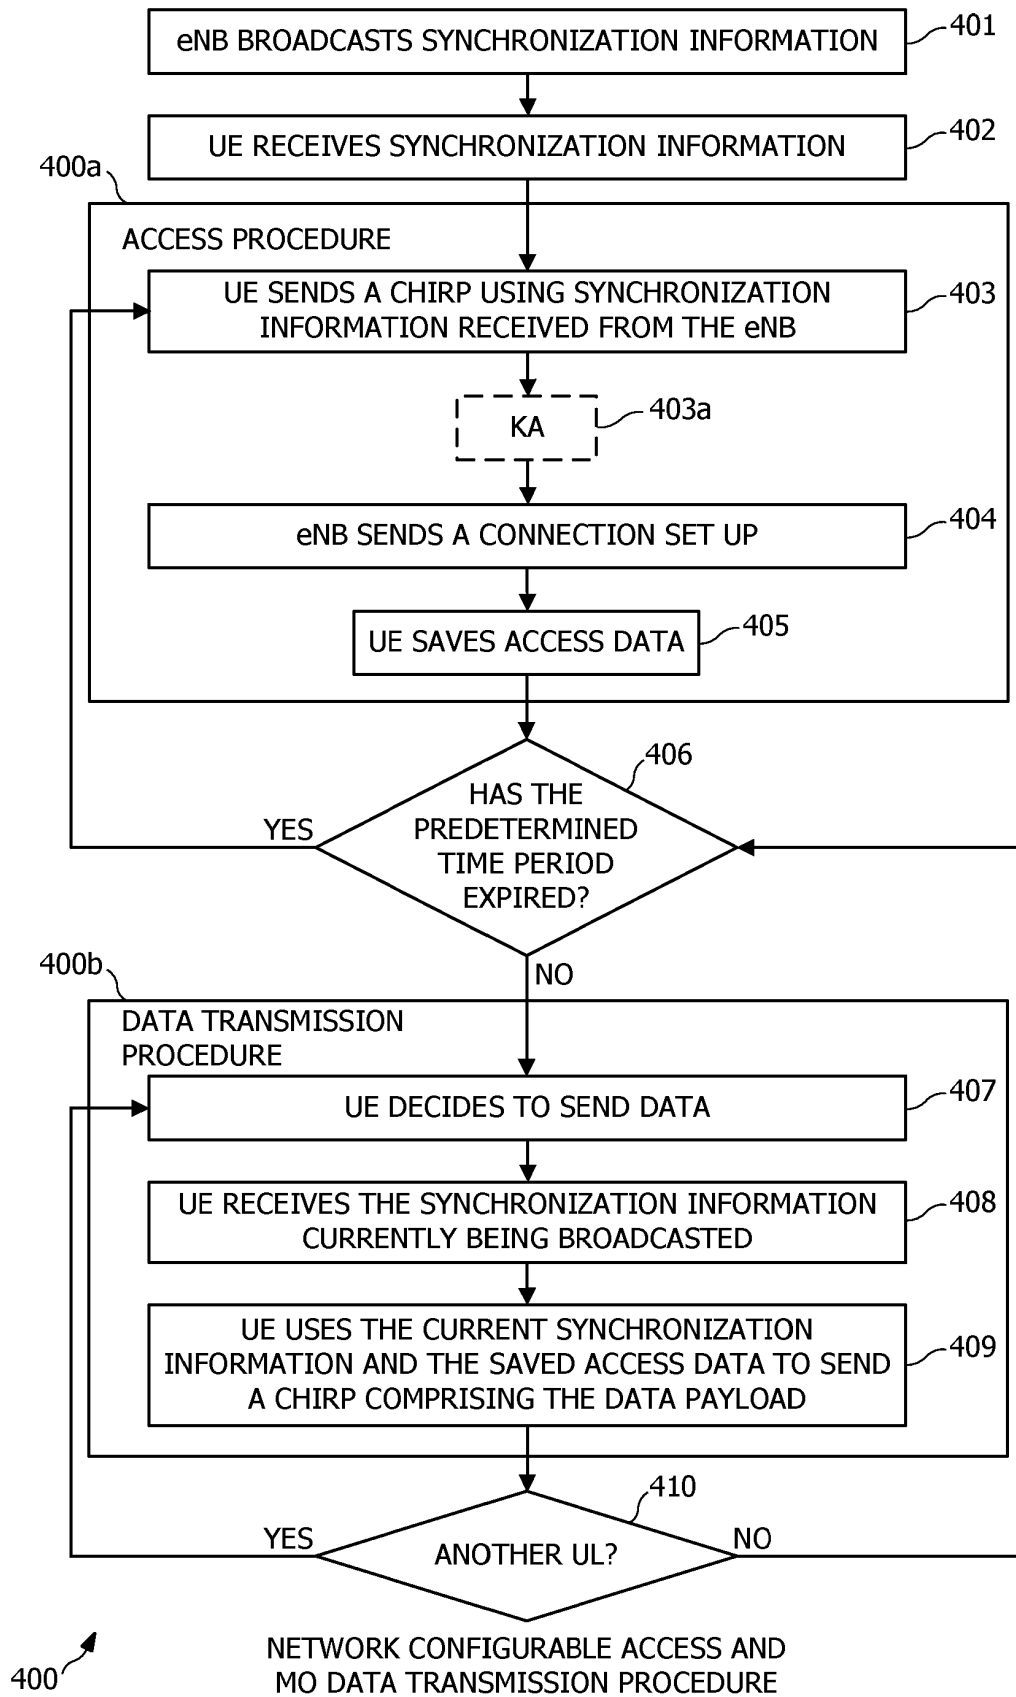 eNB BROADCASTS SYNCHRONIZATION INFORMATION
401
UE RECEIVES SYNCHRONIZATION INFORMATION
402
400a
ACCESS PROCEDURE
UE SENDS A CHIRP USING SYNCHRONIZATION
INFORMATION RECEIVED FROM THE eNB
403
KA
403a
eNB SENDS A CONNECTION SET UP
404
UE SAVES ACCESS DATA
405
406
HAS THE
PREDETERMINED
TIME PERIOD
EXPIRED?
YES
NO
400b
DATA TRANSMISSION
PROCEDURE
UE DECIDES TO SEND DATA
407
UE RECEIVES THE SYNCHRONIZATION INFORMATION
CURRENTLY BEING BROADCASTED
408
UE USES THE CURRENT SYNCHRONIZATION
INFORMATION AND THE SAVED ACCESS DATA TO SEND
A CHIRP COMPRISING THE DATA PAYLOAD
409
410
YES
ANOTHER UL?
NO
400
NETWORK CONFIGURABLE ACCESS AND
MO DATA TRANSMISSION PROCEDURE